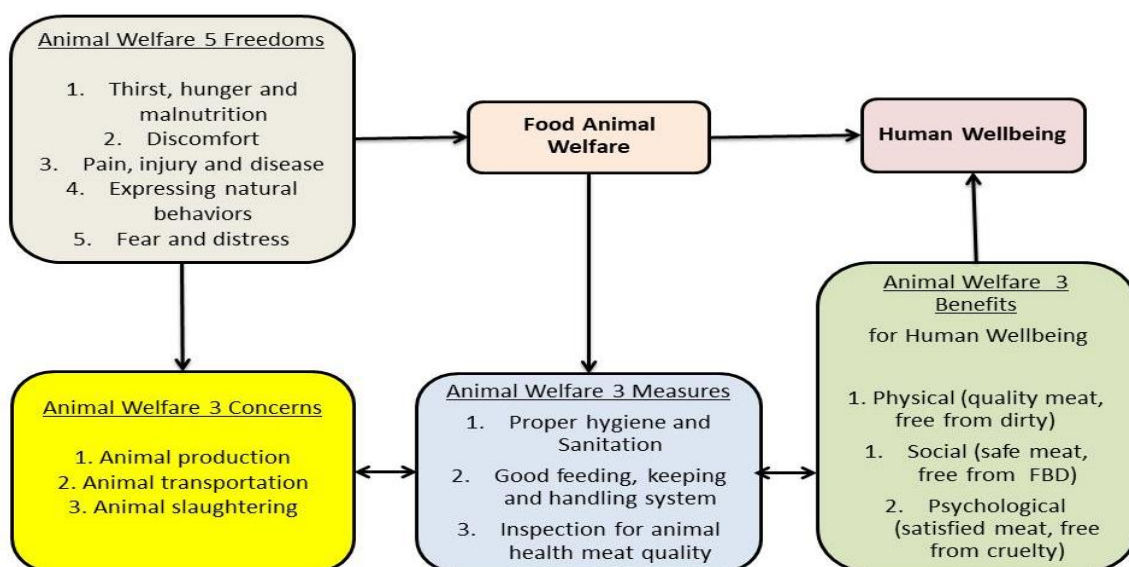 Animal Welfare 5 Freedoms
1. Thirst, hunger and
malnutrition
2. Discomfort
3. Pain, injury and disease
4. Expressing natural
behaviors
5. Fear and distress
Food Animal
Welfare
Human Wellbeing
Animal Welfare 3 Concerns
1. Animal production
2. Animal transportation
3. Animal slaughtering
Animal Welfare 3 Measures
1. Proper hygiene and
Sanitation
2. Good feeding, keeping
and handling system
3. Inspection for animal
health meat quality
Animal Welfare 3
Benefits
for Human Wellbeing
1. Physical (quality meat,
free from dirty)
1. Social (safe meat,
free from FBD)
2. Psychological
(satisfied meat, free
from cruelty)